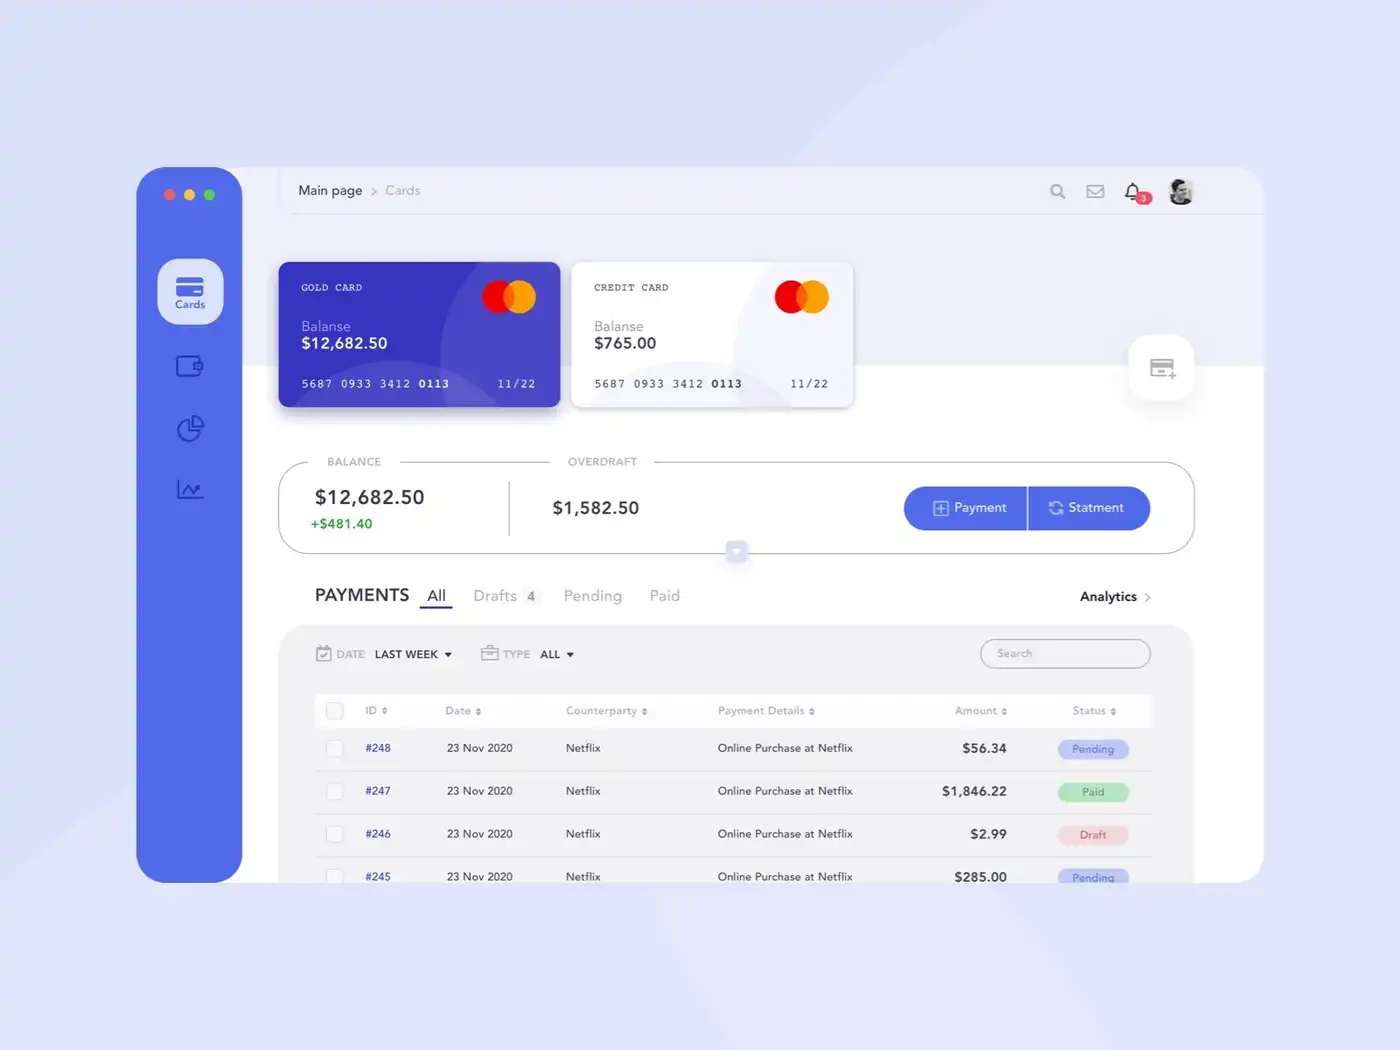 Main page > Cards
3
Cards
GOLD CARD
Balanse
$12,682.50
5687 0933 3412 0113 11/22
CREDIT CARD
Balanse
$765.00
5687 0933 3412 0113 11/22
BALANCE
$12,682.50
+$481.40
OVERDRAFT
$1,582.50
Payment
Statment
PAYMENTS All Drafts 4 Pending Paid Analytics >
DATE LAST WEEK TYPE ALL Search
ID Date Counterparty Payment Details Amount Status
#248 23 Nov 2020 Netflix Online Purchase at Netflix $56.34 Pending
#247 23 Nov 2020 Netflix Online Purchase at Netflix $1,846.22 Paid
#246 23 Nov 2020 Netflix Online Purchase at Netflix $2.99 Draft
#245 23 Nov 2020 Netflix Online Purchase at Netflix $285.00 Pending